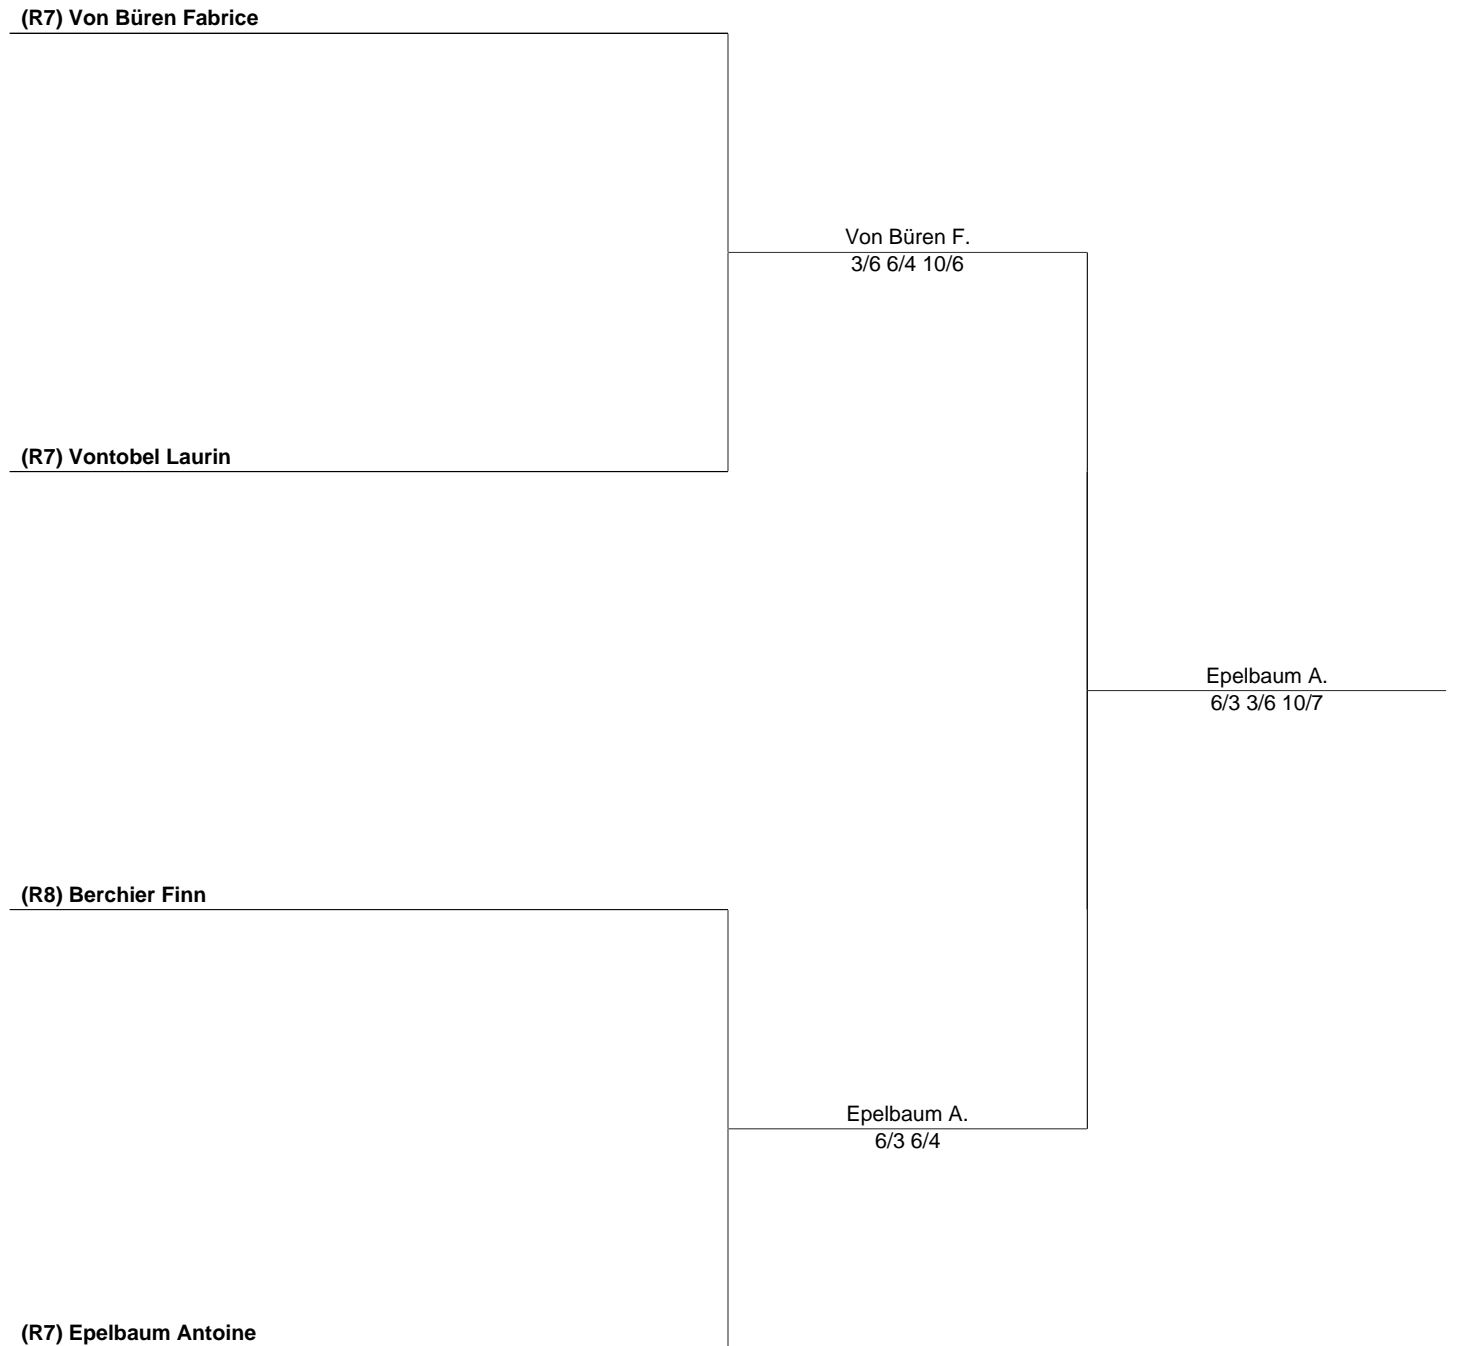 (R7) Von Büren Fabrice
Von Büren F.
3/6 6/4 10/6
(R7) Vontobel Laurin
Epelbaum A.
6/3 3/6 10/7
(R8) Berchier Finn
Epelbaum A.
6/3 6/4
(R7) Epelbaum Antoine